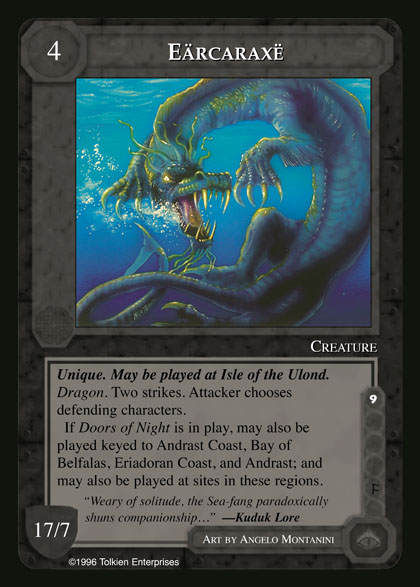 4
EÄRCARAXË
CREATURE
Unique. May be played at Isle of the Ulond.
Dragon. Two strikes. Attacker chooses
defending characters.
If Doors of Night is in play, may also be
played keyed to Andrast Coast, Bay of
Belfalas, Eriadoran Coast, and Andrast; and
may also be played at sites in these regions.
“Weary of solitude, the Sea-fang paradoxically
shuns companionship…” —Kuduk Lore
9
17/7
ART BY ANGELO MONTANINI
©1996 Tolkien Enterprises